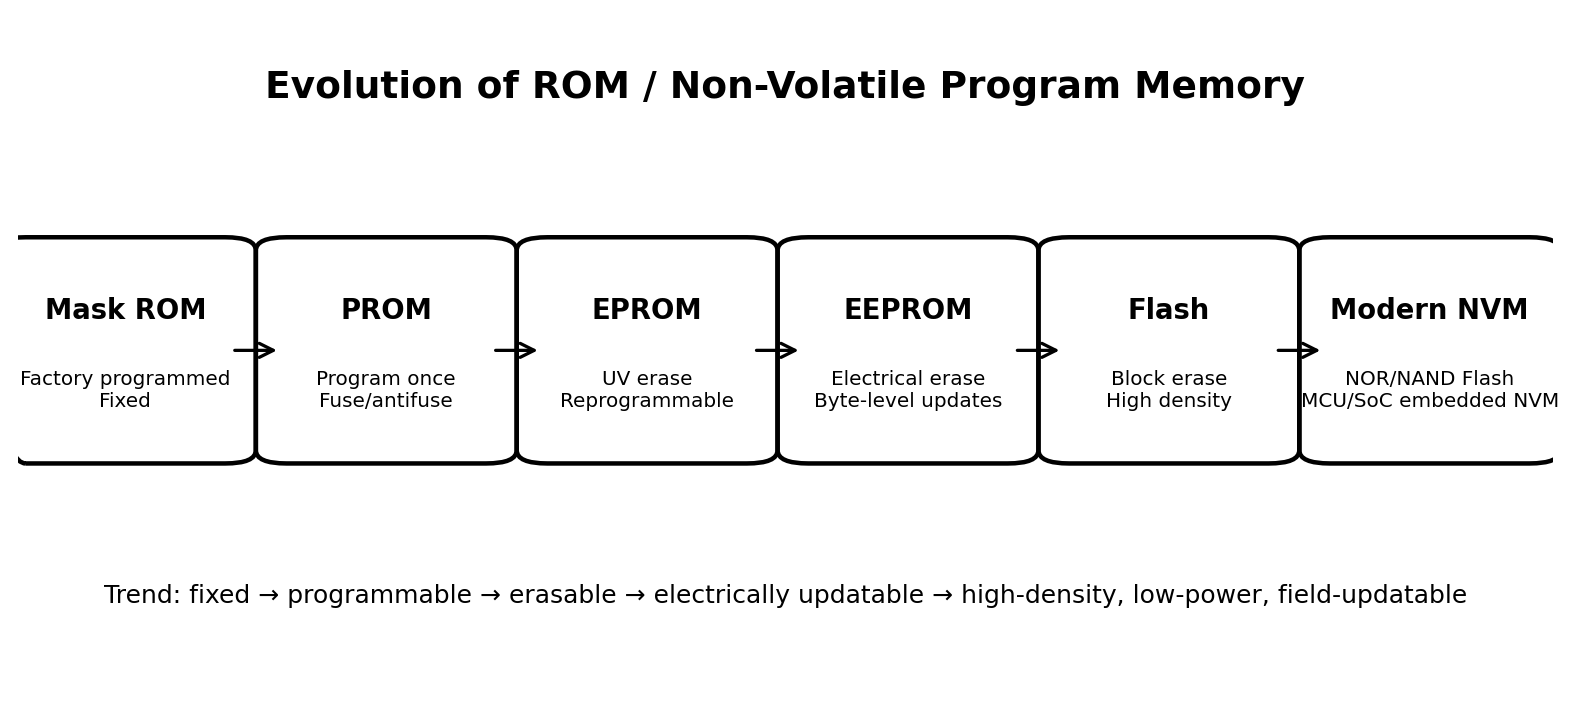 Evolution of ROM / Non-Volatile Program Memory
Mask ROM
Factory programmed
Fixed
PROM
Program once
Fuse/antifuse
EPROM
UV erase
Reprogrammable
EEPROM
Electrical erase
Byte-level updates
Flash
Block erase
High density
Modern NVM
NOR/NAND Flash
MCU/SoC embedded NVM
Trend: fixed → programmable → erasable → electrically updatable → high-density, low-power, field-updatable